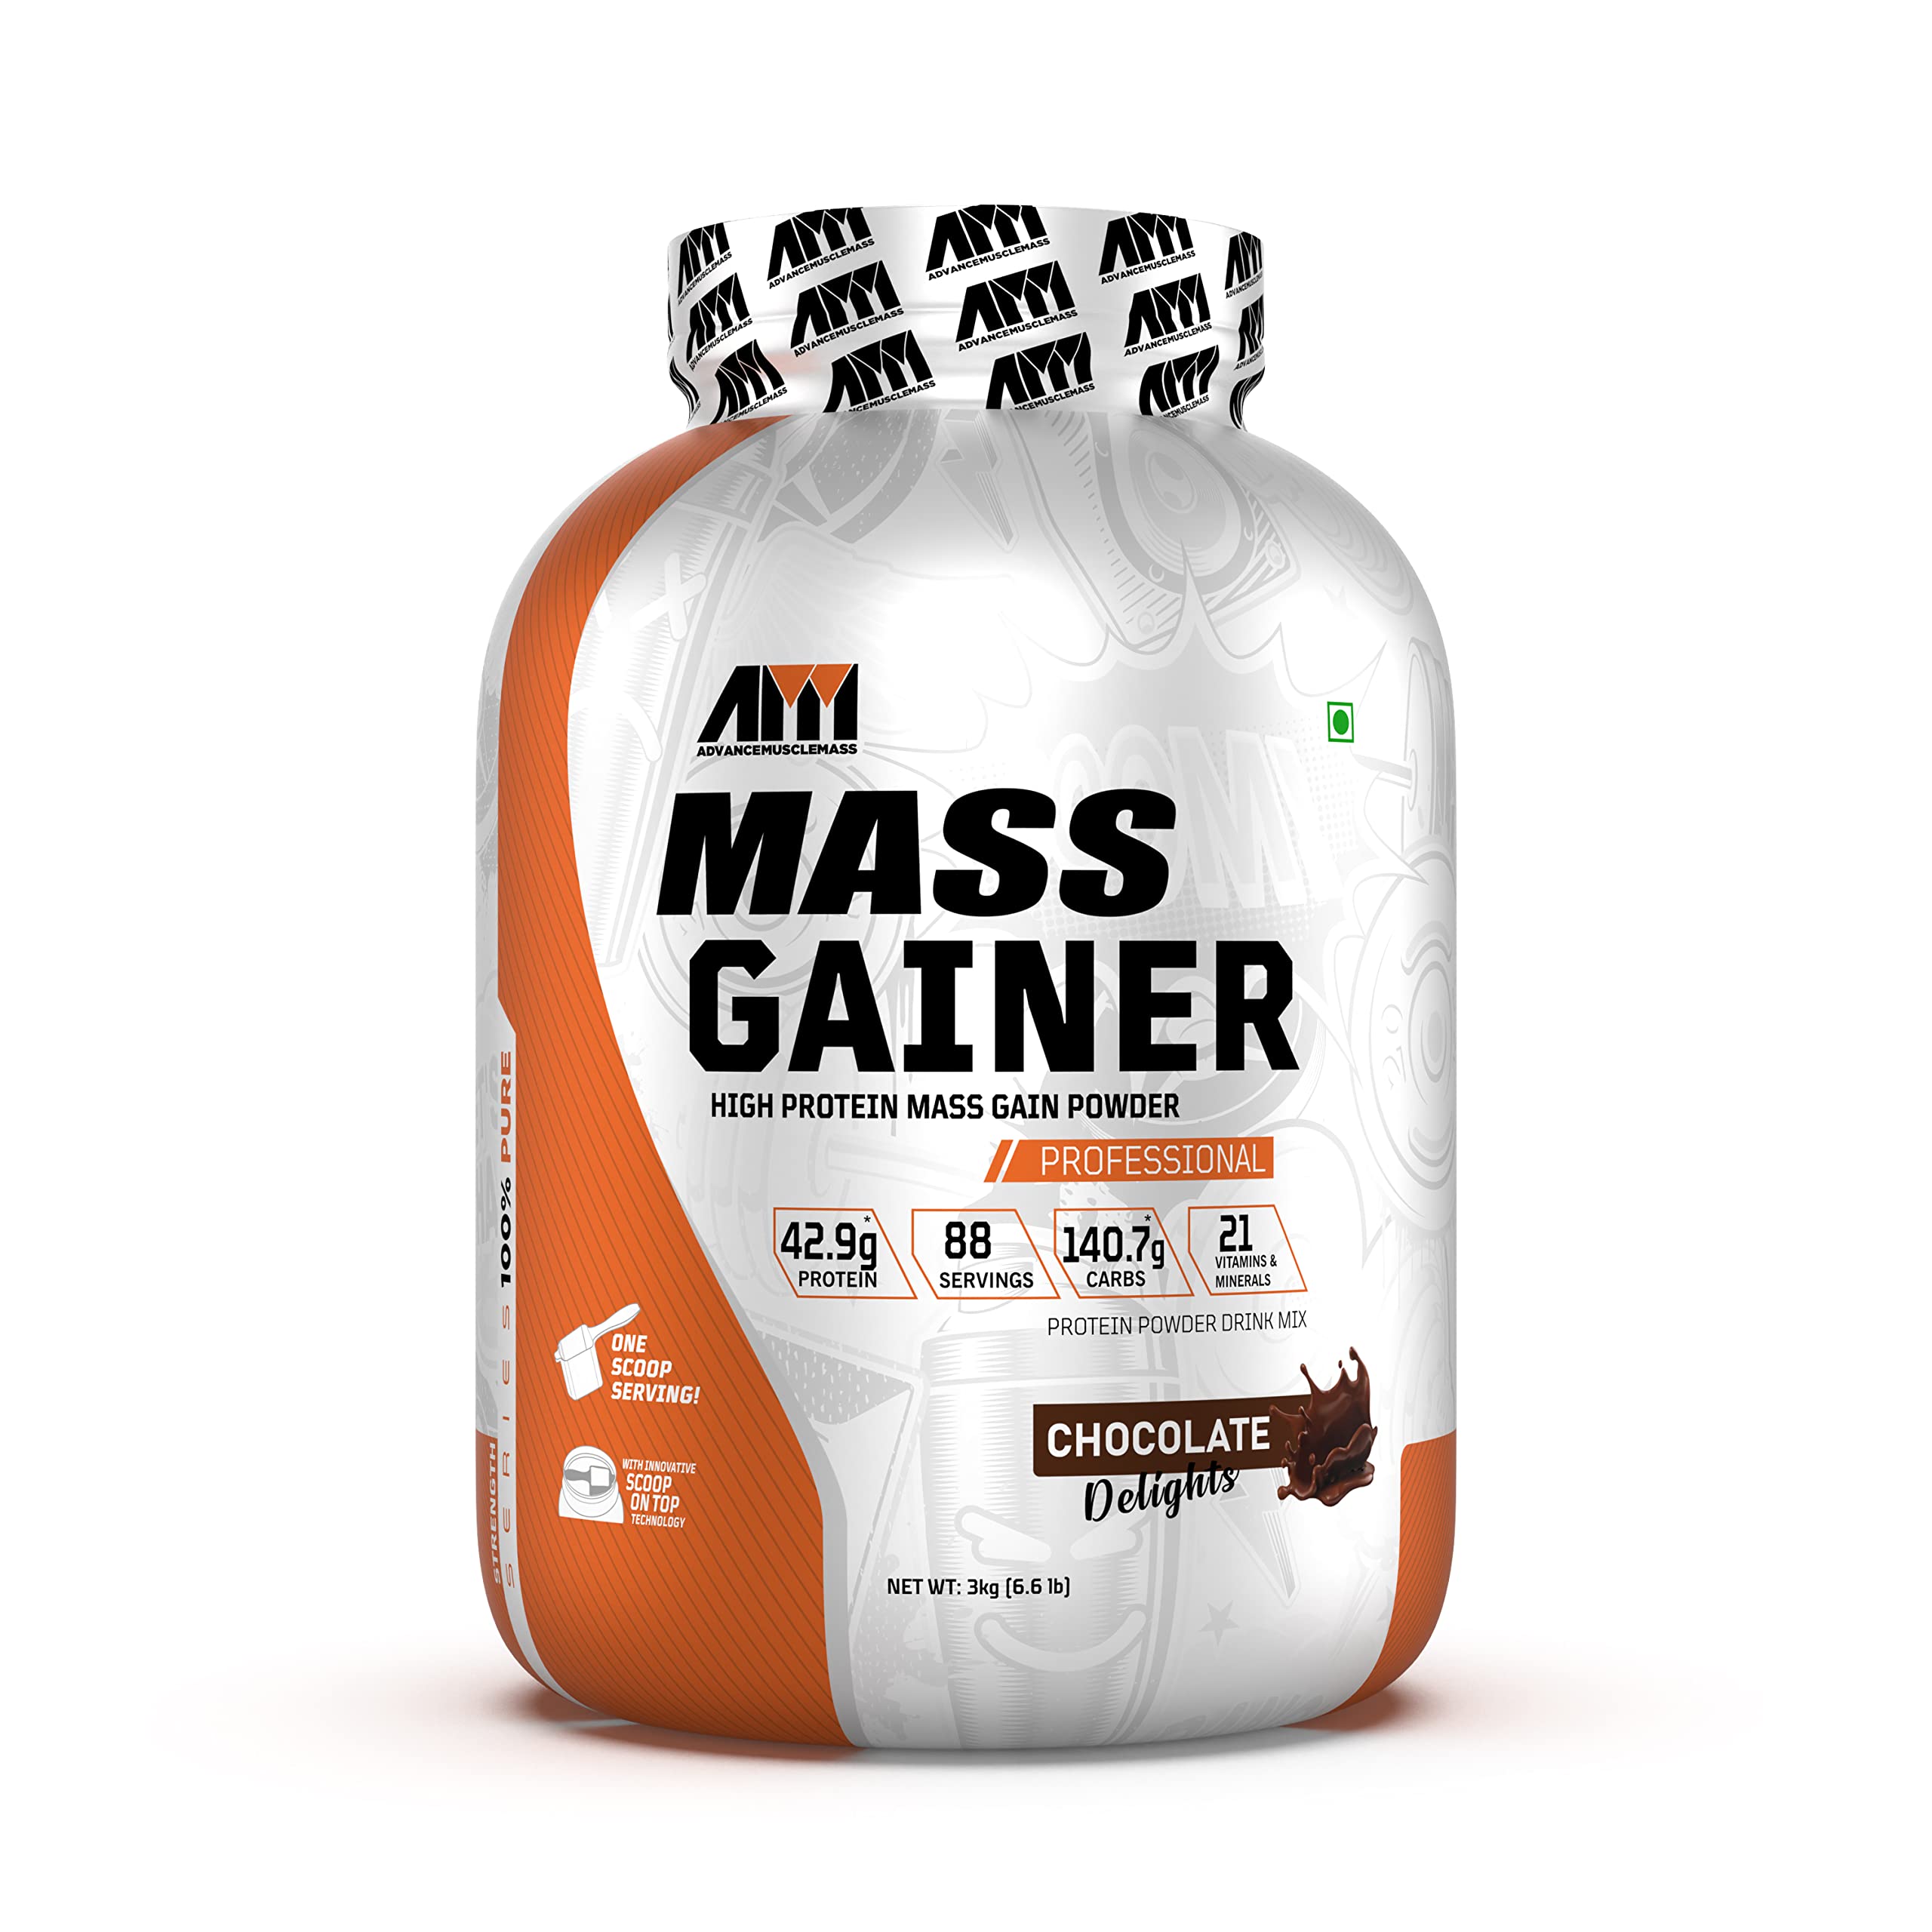 AM
ADVANCEMUSCLEMASS
MASS
GAINER
HIGH PROTEIN MASS GAIN POWDER
PROFESSIONAL
42.9g*
PROTEIN
88
SERVINGS
140.7g*
CARBS
21
VITAMINS &
MINERALS
PROTEIN POWDER DRINK MIX
CHOCOLATE
Delights
NET WT: 3kg (6.6 lb)
ONE
SCOOP
SERVING!
WITH INNOVATIVE
SCOOP
ON TOP
TECHNOLOGY
SERIES 100% PURE
STRENGTH